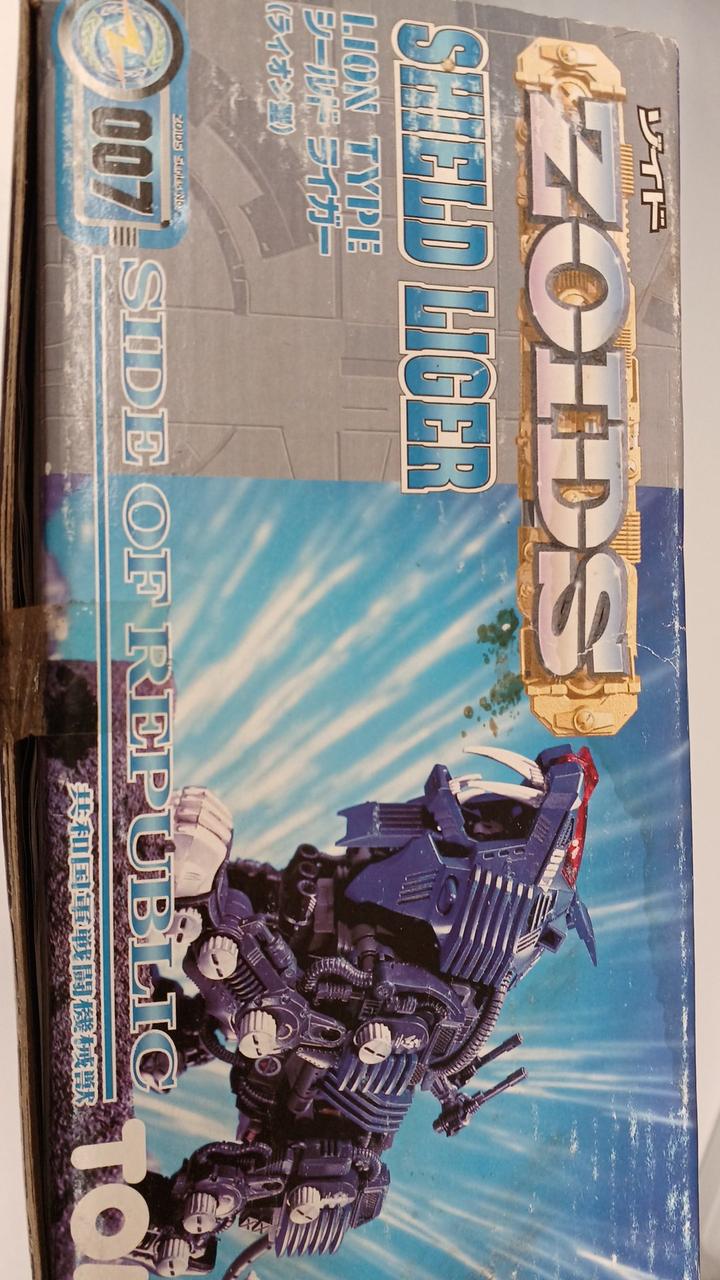 ゾイド
ZOIDS
SHIELD LIGER
LION TYPE
シールド ライガー
(ライオン型)
ZOIDS Series No.
007
SIDE OF REPUBLIC
共和国軍戦闘機械獣